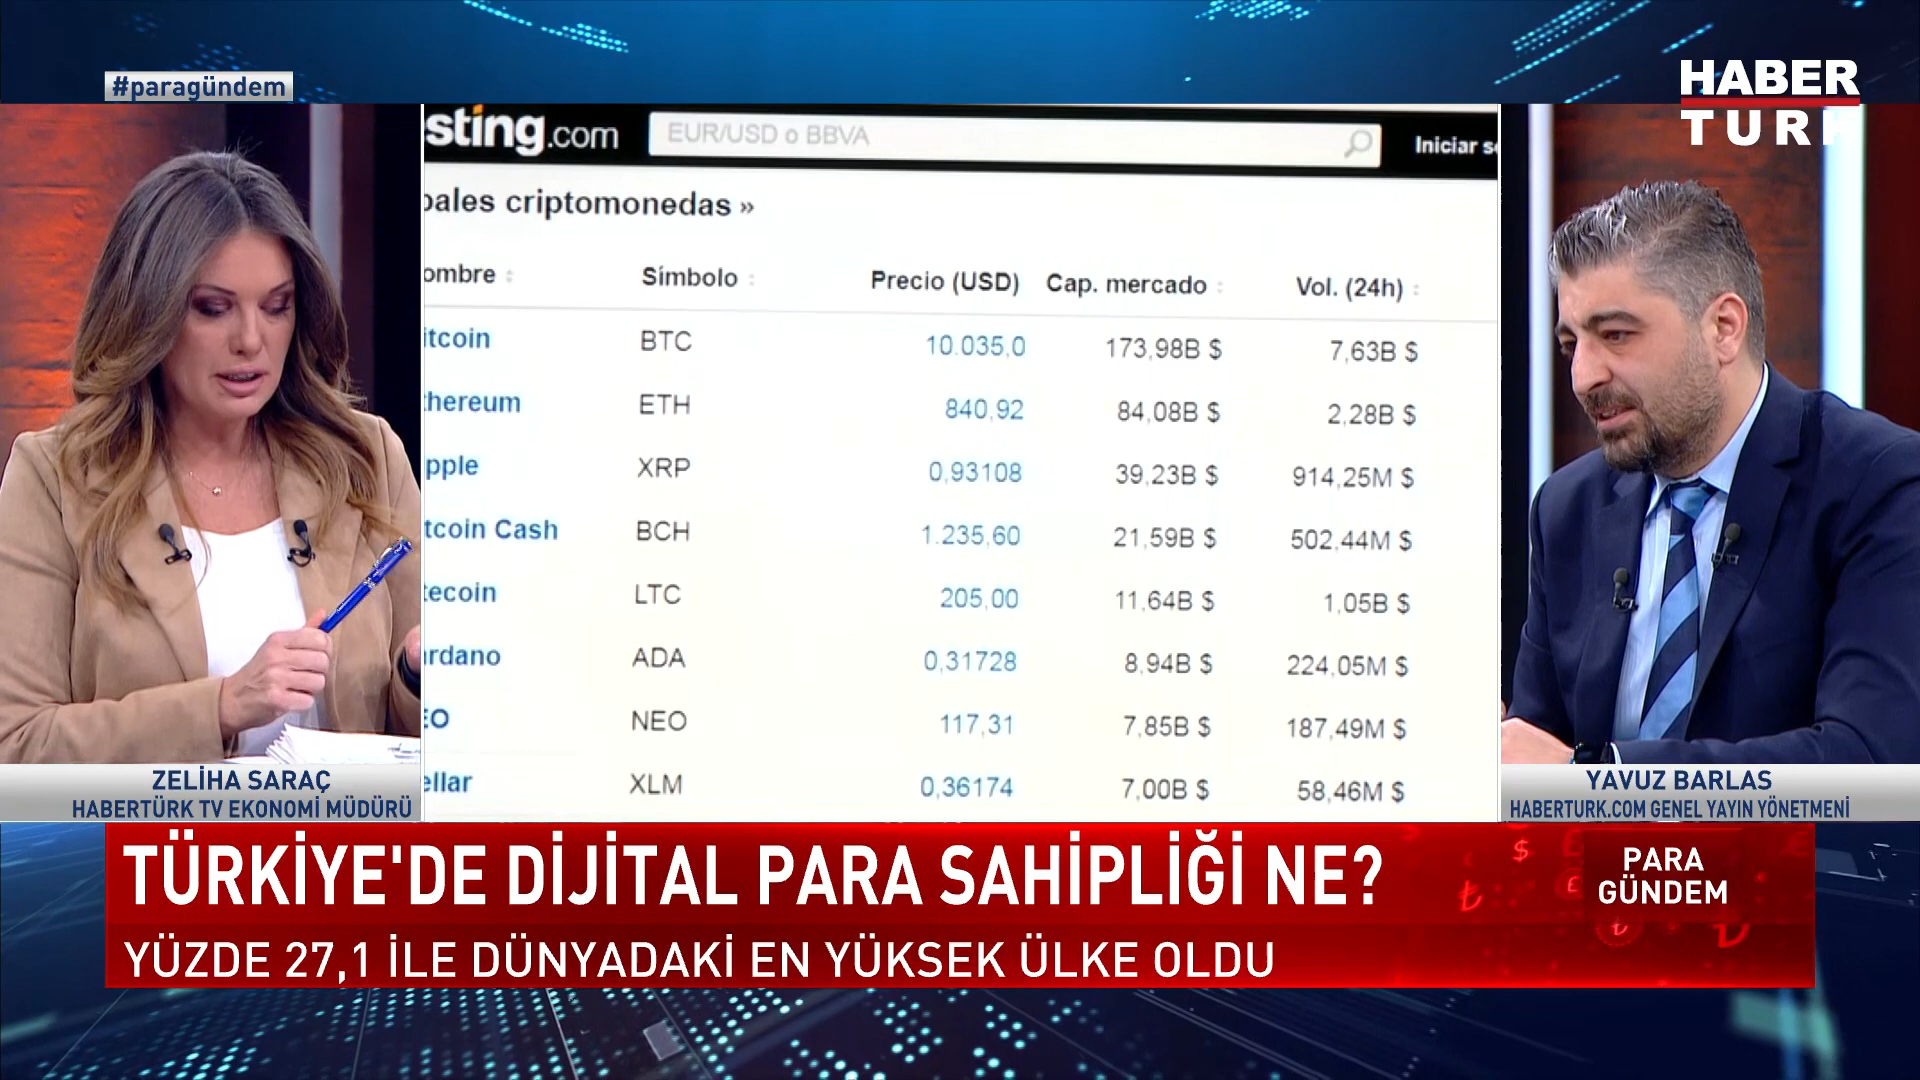 #paragündem
HABER
TURK
sting.com
EUR/USD o BBVA
Iniciar s
pales criptomonedas »
ombre Símbolo Precio (USD) Cap. mercado Vol. (24h)
itcoin BTC 10.035,0 173,98B $ 7,63B $
thereum ETH 840,92 84,08B $ 2,28B $
ipple XRP 0,93108 39,23B $ 914,25M $
tcoin Cash BCH 1.235,60 21,59B $ 502,44M $
tecoin LTC 205,00 11,64B $ 1,05B $
ardano ADA 0,31728 8,94B $ 224,05M $
EO NEO 117,31 7,85B $ 187,49M $
ellar XLM 0,36174 7,00B $ 58,46M $
ZELİHA SARAÇ
HABERTÜRK TV EKONOMİ MÜDÜRÜ
YAVUZ BARLAS
HABERTURK.COM GENEL YAYIN YÖNETMENİ
TÜRKİYE'DE DİJİTAL PARA SAHİPLİĞİ NE?
YÜZDE 27,1 İLE DÜNYADAKİ EN YÜKSEK ÜLKE OLDU
PARA
GÜNDEM